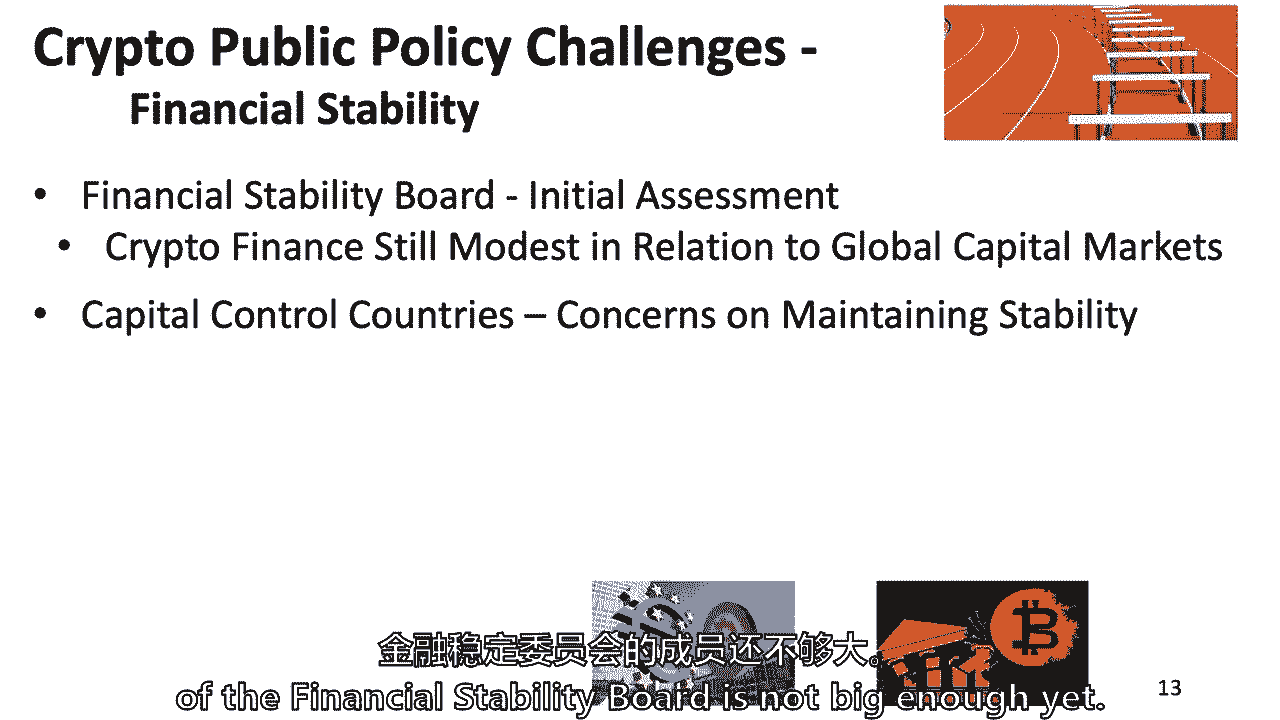 Crypto Public Policy Challenges -
Financial Stability
• Financial Stability Board - Initial Assessment
• Crypto Finance Still Modest in Relation to Global Capital Markets
• Capital Control Countries – Concerns on Maintaining Stability
金融稳定委员会的成员还不够大。
of the Financial Stability Board is not big enough yet.
13